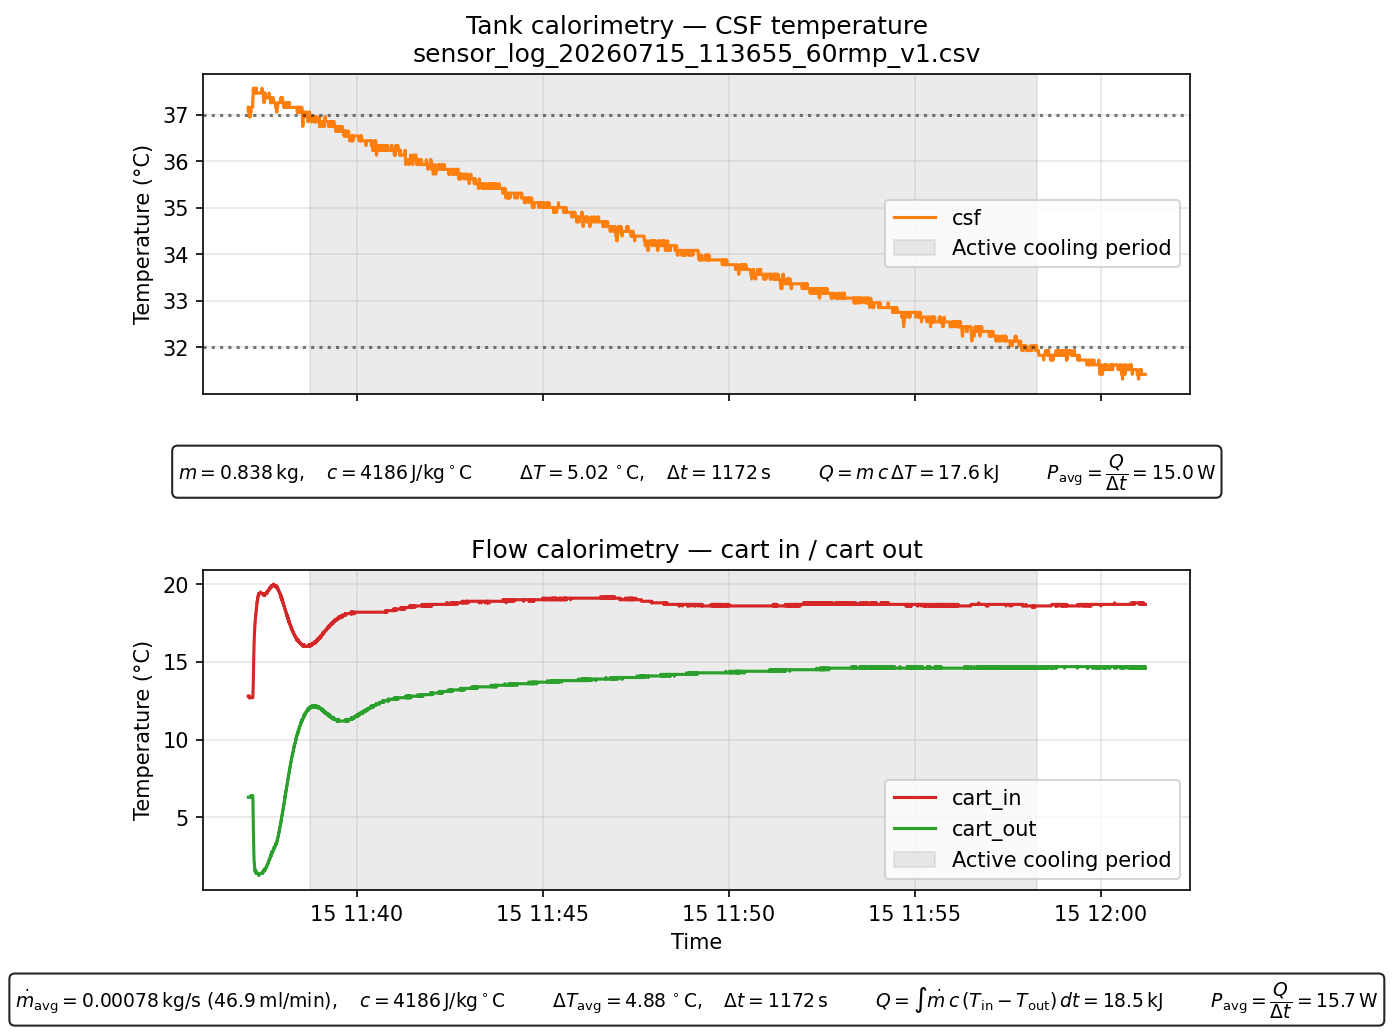 Tank calorimetry — CSF temperature
sensor_log_20260715_113655_60rmp_v1.csv
Temperature (°C)
37
36
35
34
33
32
csf
Active cooling period
m = 0.838 kg, c = 4186 J/kg °C ΔT = 5.02 °C, Δt = 1172 s Q = m c ΔT = 17.6 kJ P_avg = Q/Δt = 15.0 W
Flow calorimetry — cart in / cart out
Temperature (°C)
20
15
10
5
cart_in
cart_out
Active cooling period
15 11:40 15 11:45 15 11:50 15 11:55 15 12:00
Time
ṁ_avg = 0.00078 kg/s (46.9 ml/min), c = 4186 J/kg °C ΔT_avg = 4.88 °C, Δt = 1172 s Q = ∫ṁ c (T_in − T_out) dt = 18.5 kJ P_avg = Q/Δt = 15.7 W